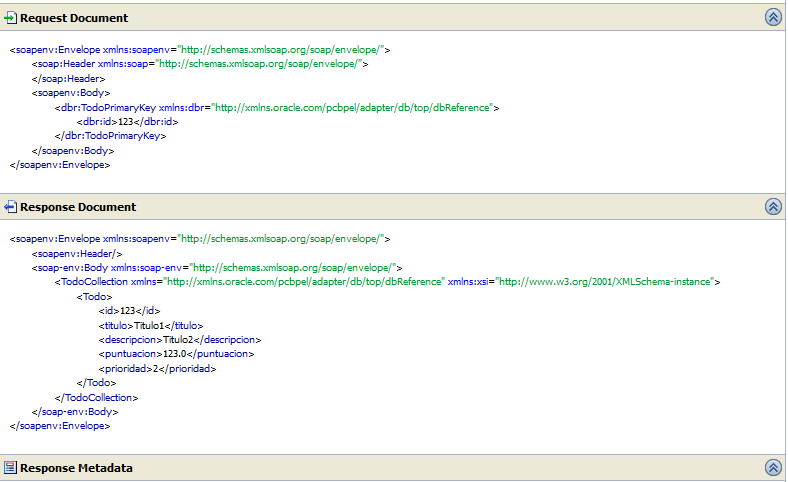 Request Document
<soapenv:Envelope xmlns:soapenv="http://schemas.xmlsoap.org/soap/envelope/">
<soap:Header xmlns:soap="http://schemas.xmlsoap.org/soap/envelope/">
</soap:Header>
<soapenv:Body>
<dbr:TodoPrimaryKey xmlns:dbr="http://xmlns.oracle.com/pcbpel/adapter/db/top/dbReference">
<dbr:id>123</dbr:id>
</dbr:TodoPrimaryKey>
</soapenv:Body>
</soapenv:Envelope>
Response Document
<soapenv:Envelope xmlns:soapenv="http://schemas.xmlsoap.org/soap/envelope/">
<soapenv:Header/>
<soap-env:Body xmlns:soap-env="http://schemas.xmlsoap.org/soap/envelope/">
<TodoCollection xmlns="http://xmlns.oracle.com/pcbpel/adapter/db/top/dbReference" xmlns:xsi="http://www.w3.org/2001/XMLSchema-instance">
<Todo>
<id>123</id>
<titulo>Titulo1</titulo>
<descripcion>Titulo2</descripcion>
<puntuacion>123.0</puntuacion>
<prioridad>2</prioridad>
</Todo>
</TodoCollection>
</soap-env:Body>
</soapenv:Envelope>
Response Metadata